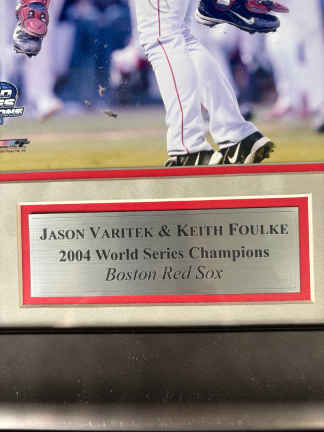 JASON VARITEK & KEITH FOULKE
2004 World Series Champions
Boston Red Sox